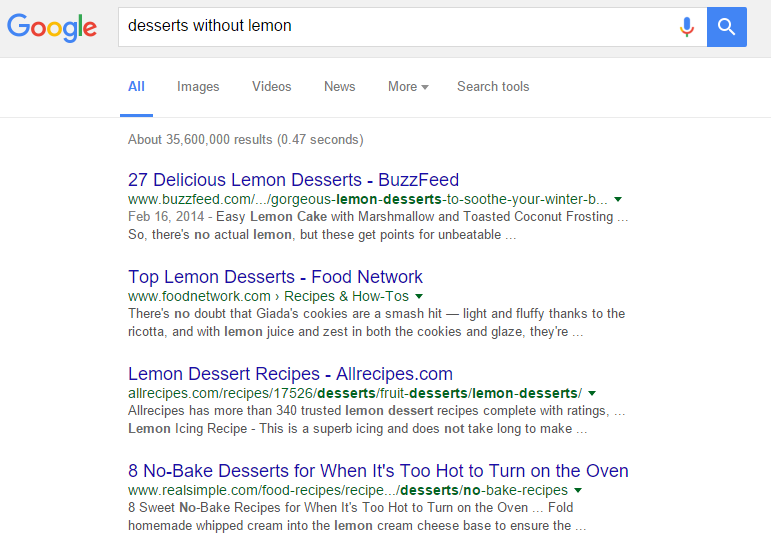 Google
desserts without lemon
All Images Videos News More Search tools
About 35,600,000 results (0.47 seconds)
27 Delicious Lemon Desserts - BuzzFeed
www.buzzfeed.com/.../gorgeous-lemon-desserts-to-soothe-your-winter-b...
Feb 16, 2014 - Easy Lemon Cake with Marshmallow and Toasted Coconut Frosting ...
So, there's no actual lemon, but these get points for unbeatable ...
Top Lemon Desserts - Food Network
www.foodnetwork.com › Recipes & How-Tos
There's no doubt that Giada's cookies are a smash hit — light and fluffy thanks to the
ricotta, and with lemon juice and zest in both the cookies and glaze, they're ...
Lemon Dessert Recipes - Allrecipes.com
allrecipes.com/recipes/17526/desserts/fruit-desserts/lemon-desserts/
Allrecipes has more than 340 trusted lemon dessert recipes complete with ratings, ...
Lemon Icing Recipe - This is a superb icing and does not take long to make ...
8 No-Bake Desserts for When It's Too Hot to Turn on the Oven
www.realsimple.com/food-recipes/recipe.../desserts/no-bake-recipes
8 Sweet No-Bake Recipes for When It's Too Hot to Turn on the Oven ... Fold
homemade whipped cream into the lemon cream cheese base to ensure the ...